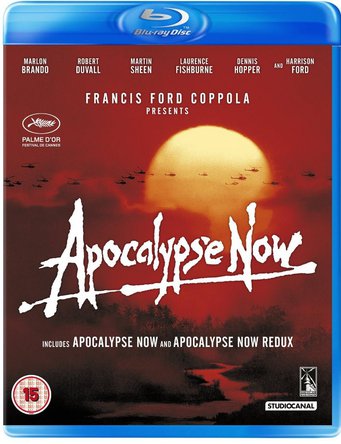 Blu-ray Disc
MARLON BRANDO
ROBERT DUVALL
MARTIN SHEEN
LAURENCE FISHBURNE
DENNIS HOPPER
AND HARRISON FORD
FRANCIS FORD COPPOLA
PRESENTS
PALME D'OR
FESTIVAL DE CANNES
Apocalypse Now
INCLUDES APOCALYPSE NOW AND APOCALYPSE NOW REDUX
15
STUDIOCANAL